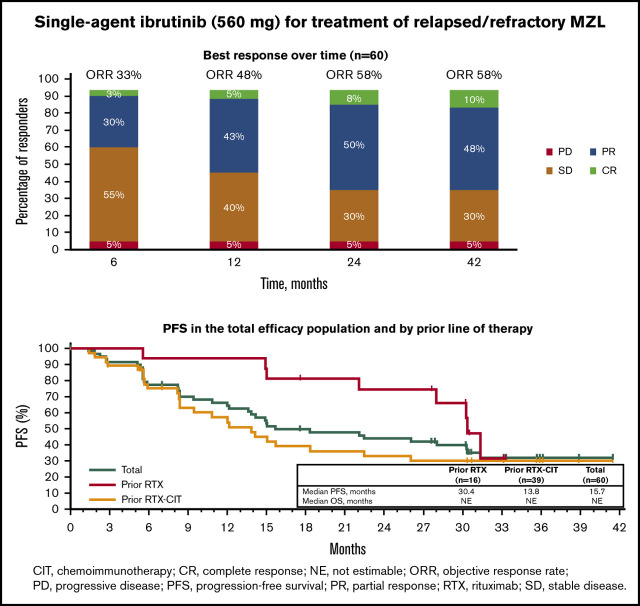 Single-agent ibrutinib (560 mg) for treatment of relapsed/refractory MZL
Best response over time (n=60)
ORR 33% ORR 48% ORR 58% ORR 58%
Percentage of responders
100
90
80
70
60
50
40
30
20
10
0
3% 5% 8% 10%
30% 43% 50% 48%
55% 40% 30% 30%
5% 5% 5% 5%
6 12 24 42
Time, months
PD PR
SD CR
PFS in the total efficacy population and by prior line of therapy
PFS (%)
100
90
80
70
60
50
40
30
20
10
0
Total
Prior RTX
Prior RTX-CIT
Prior RTX Prior RTX-CIT Total
(n=16) (n=39) (n=60)
Median PFS, months 30.4 13.8 15.7
Median OS, months NE NE NE
0 3 6 9 12 15 18 21 24 27 30 33 36 39 42
Months
CIT, chemoimmunotherapy; CR, complete response; NE, not estimable; ORR, objective response rate;
PD, progressive disease; PFS, progression-free survival; PR, partial response; RTX, rituximab; SD, stable disease.